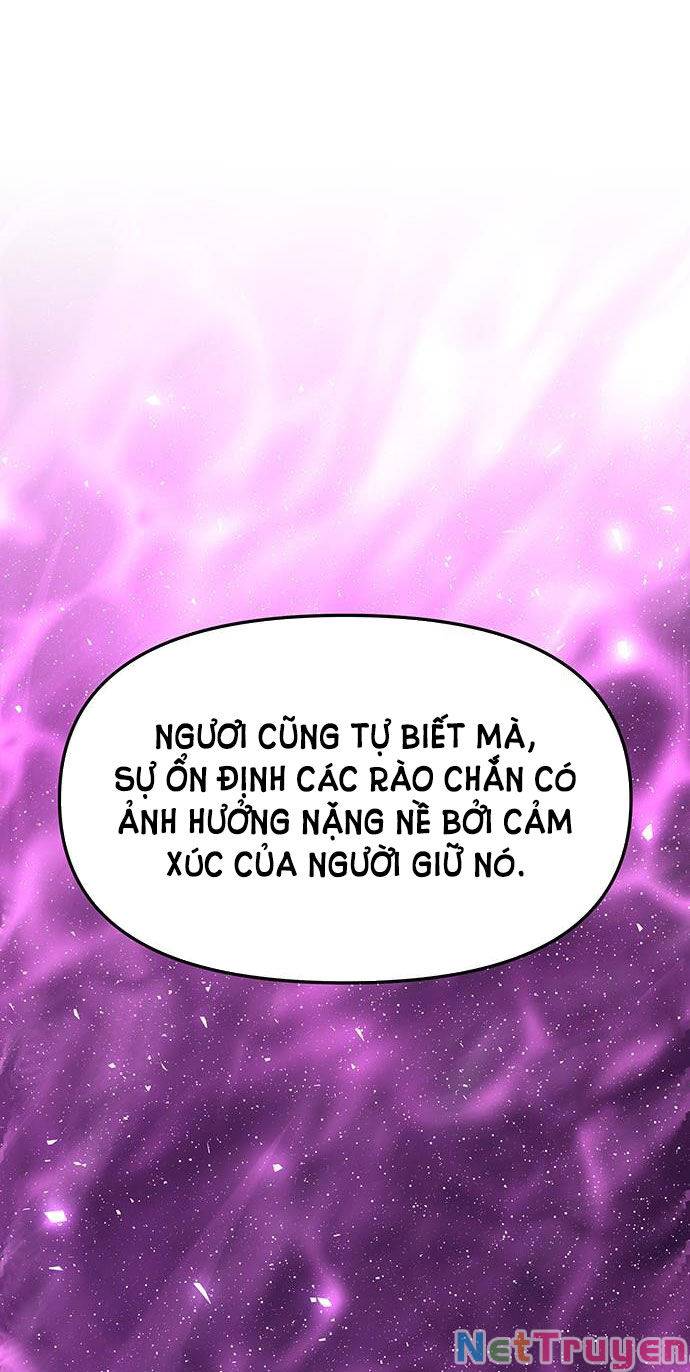 NGƯƠI CŨNG TỰ BIẾT MÀ,
SỰ ỔN ĐỊNH CÁC RÀO CHẮN CÓ
ẢNH HƯỞNG NẶNG NỀ BỞI CẢM
XÚC CỦA NGƯỜI GIỮ NÓ.
NetTruyen